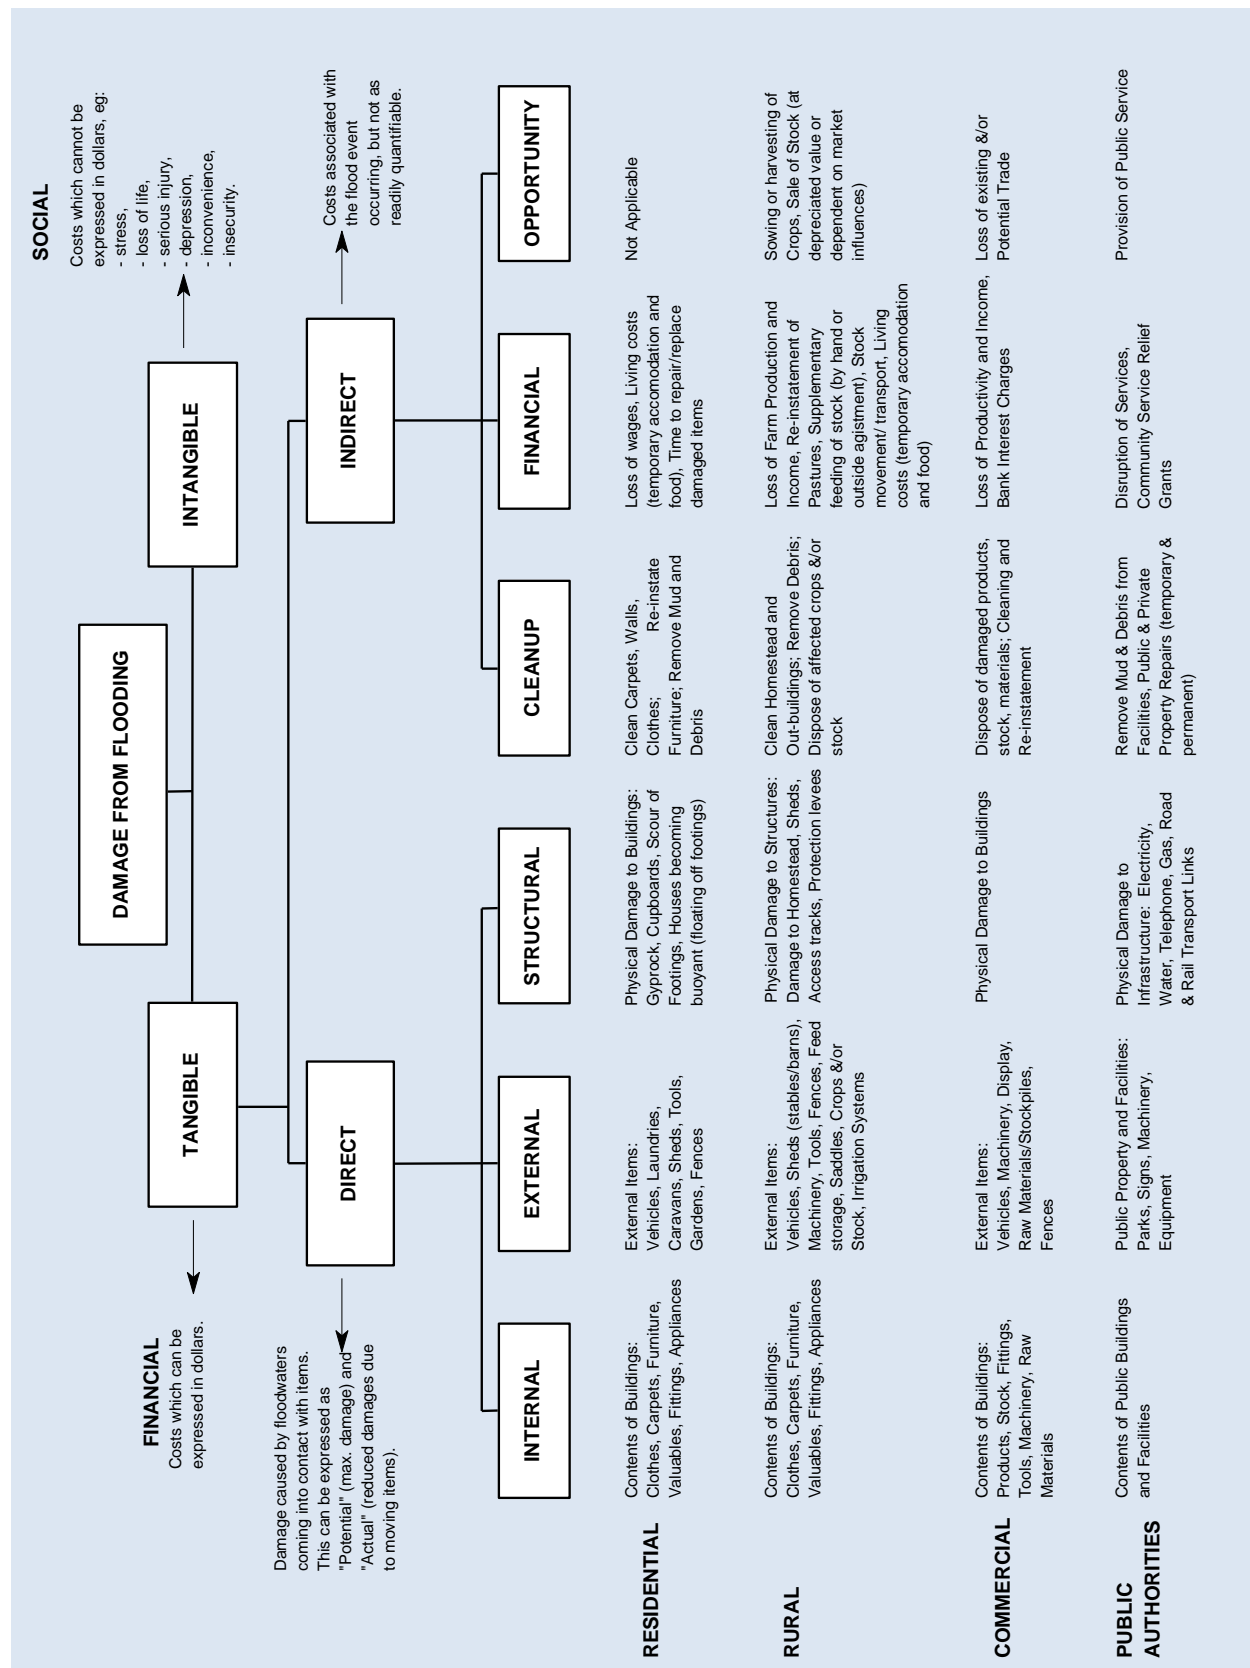 DAMAGE FROM FLOODING
FINANCIAL
Costs which can be
expressed in dollars.
TANGIBLE
INTANGIBLE
SOCIAL
Costs which cannot be
expressed in dollars, eg:
- stress,
- loss of life,
- serious injury,
- depression,
- inconvenience,
- insecurity.
Damage caused by floodwaters
coming into contact with items.
This can be expressed as
"Potential" (max. damage) and
"Actual" (reduced damages due
to moving items).
DIRECT
INDIRECT
Costs associated with
the flood event
occurring, but not as
readily quantifiable.
INTERNAL
EXTERNAL
STRUCTURAL
CLEANUP
FINANCIAL
OPPORTUNITY
RESIDENTIAL
Contents of Buildings:
Clothes, Carpets, Furniture,
Valuables, Fittings, Appliances
External Items:
Vehicles, Laundries,
Caravans, Sheds, Tools,
Gardens, Fences
Physical Damage to Buildings:
Gyprock, Cupboards, Scour of
Footings, Houses becoming
buoyant (floating off footings)
Clean Carpets, Walls,
Clothes; Re-instate
Furniture; Remove Mud and
Debris
Loss of wages, Living costs
(temporary accomodation and
food), Time to repair/replace
damaged items
Not Applicable
RURAL
Contents of Buildings:
Clothes, Carpets, Furniture,
Valuables, Fittings, Appliances
External Items:
Vehicles, Sheds (stables/barns),
Machinery, Tools, Fences, Feed
storage, Saddles, Crops &/or
Stock, Irrigation Systems
Physical Damage to Structures:
Damage to Homestead, Sheds,
Access tracks, Protection levees
Clean Homestead and
Out-buildings; Remove Debris;
Dispose of affected crops &/or
stock
Loss of Farm Production and
Income, Re-instatement of
Pastures, Supplementary
feeding of stock (by hand or
outside agistment), Stock
movement/ transport, Living
costs (temporary accomodation
and food)
Sowing or harvesting of
Crops, Sale of Stock (at
depreciated value or
dependent on market
influences)
COMMERCIAL
Contents of Buildings:
Products, Stock, Fittings,
Tools, Machinery, Raw
Materials
External Items:
Vehicles, Machinery, Display,
Raw Materials/Stockpiles,
Fences
Physical Damage to Buildings
Dispose of damaged products,
stock, materials; Cleaning and
Re-instatement
Loss of Productivity and Income,
Bank Interest Charges
Loss of existing &/or
Potential Trade
PUBLIC
AUTHORITIES
Contents of Public Buildings
and Facilities
Public Property and Facilities:
Parks, Signs, Machinery,
Equipment
Physical Damage to
Infrastructure: Electricity,
Water, Telephone, Gas, Road
& Rail Transport Links
Remove Mud & Debris from
Facilities, Public & Private
Property Repairs (temporary &
permanent)
Disruption of Services,
Community Service Relief
Grants
Provision of Public Service